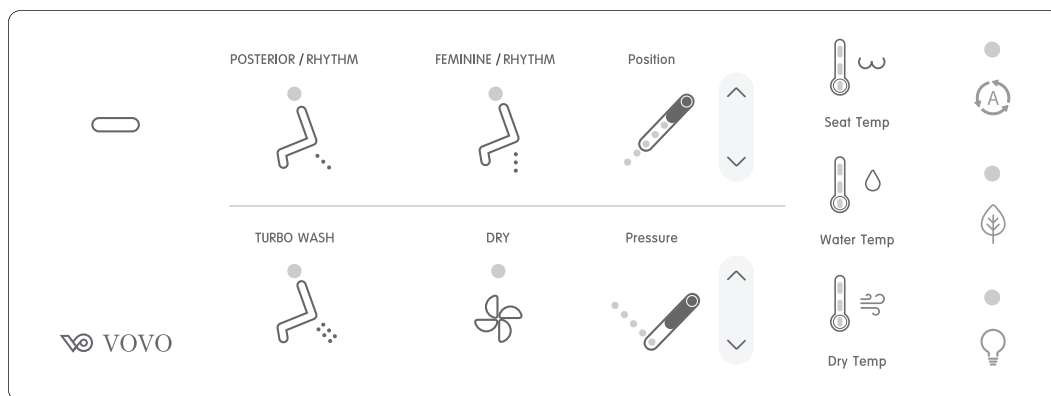 POSTERIOR / RHYTHM
FEMININE / RHYTHM
Position
Seat Temp
A
TURBO WASH
DRY
Pressure
Water Temp
VOVO
Dry Temp